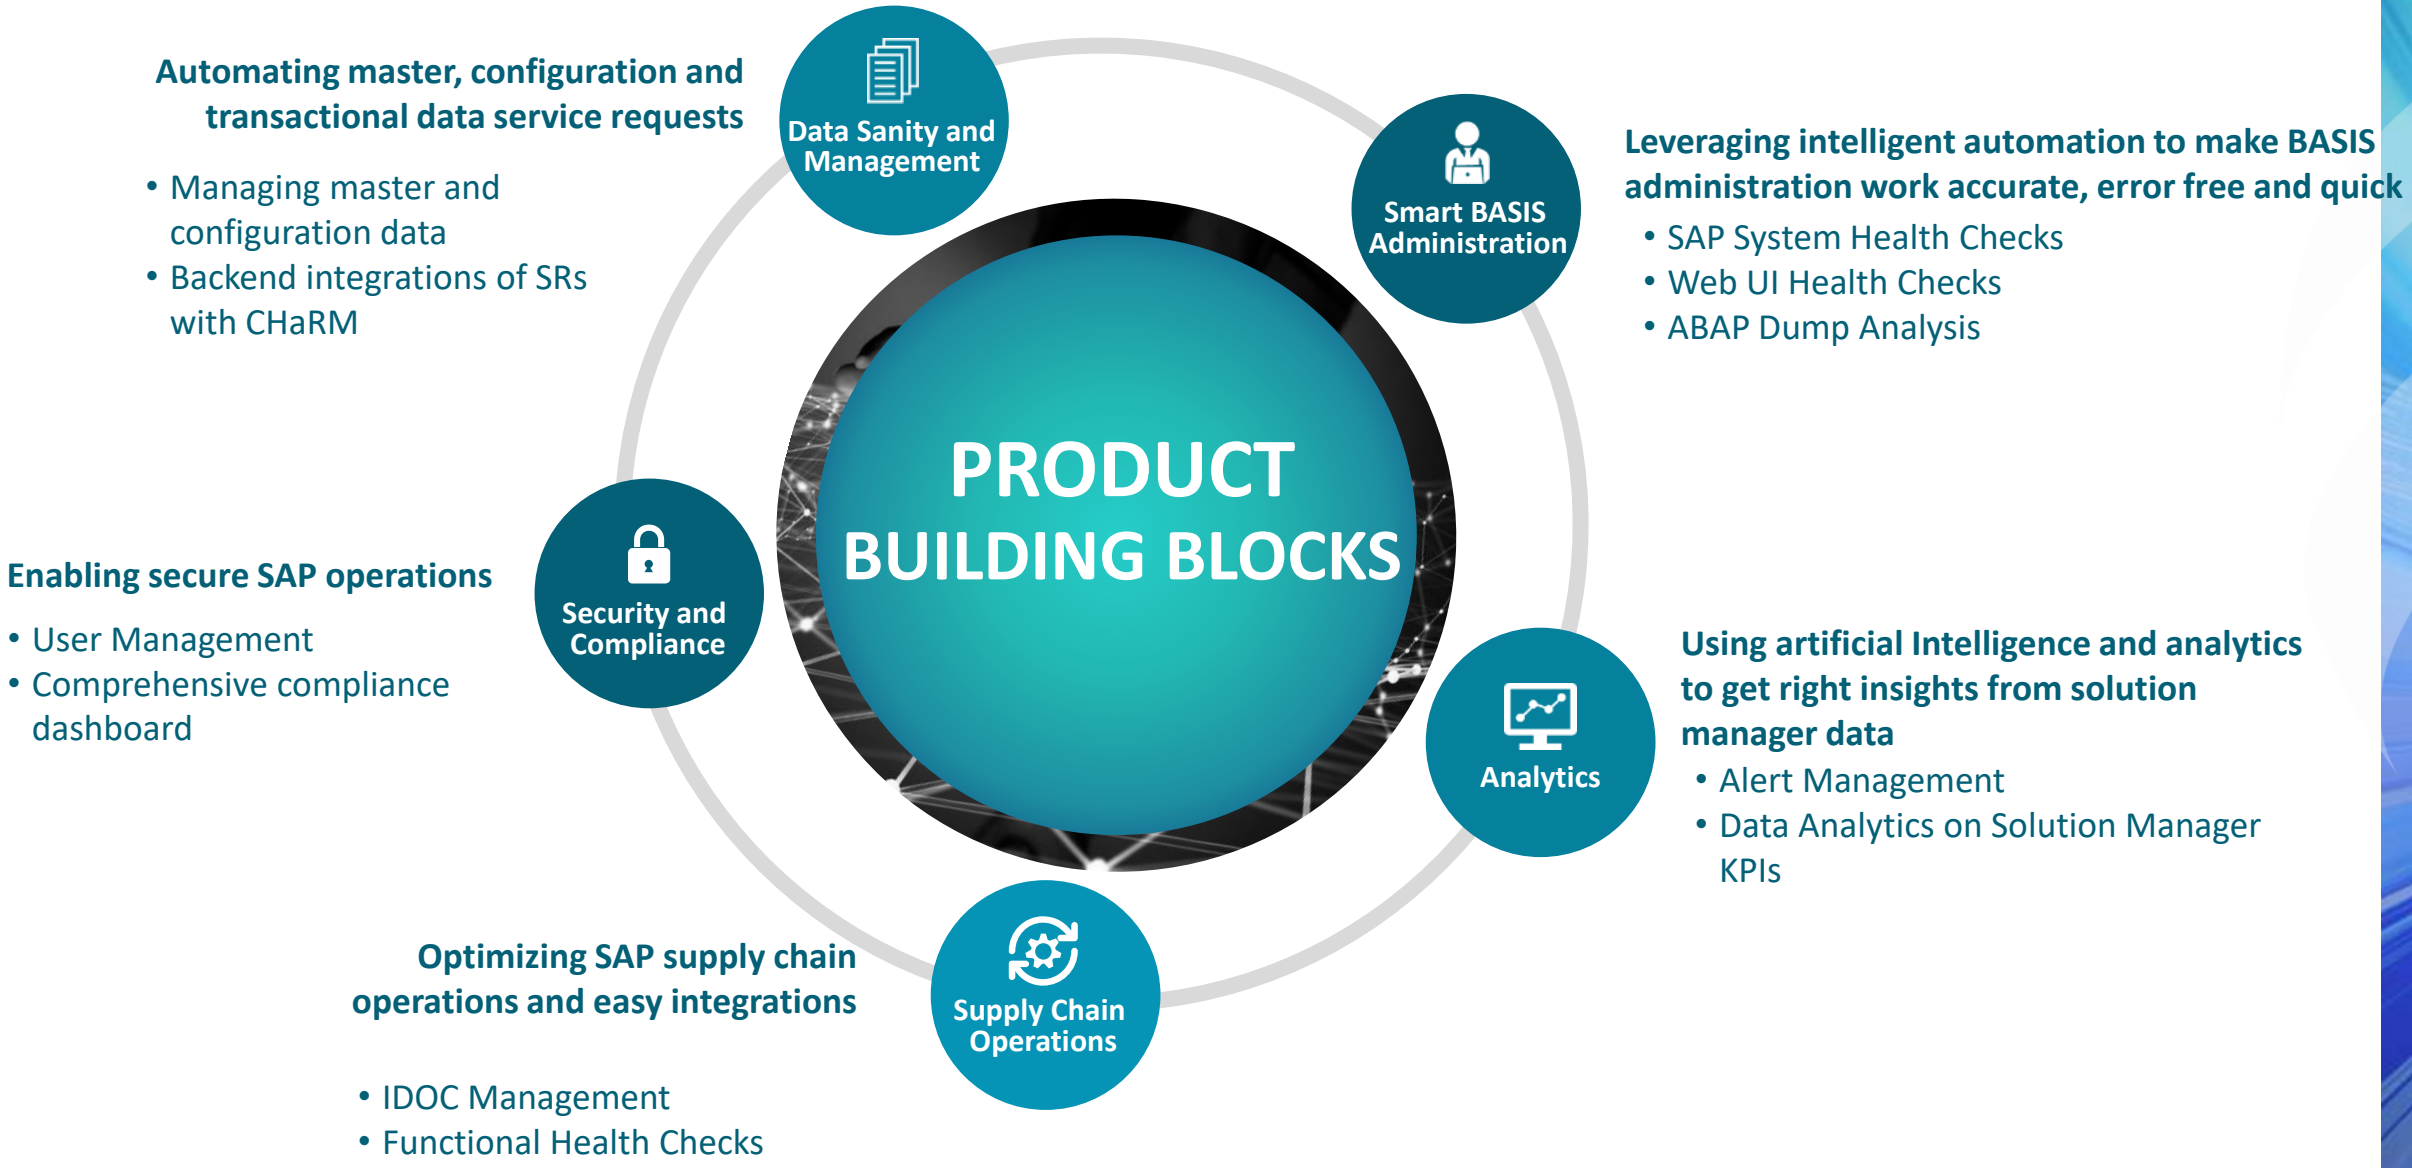 Automating master, configuration and
transactional data service requests
• Managing master and
configuration data
• Backend integrations of SRs
with CHaRM
Data Sanity and
Management
Smart BASIS
Administration
Leveraging intelligent automation to make BASIS
administration work accurate, error free and quick
• SAP System Health Checks
• Web UI Health Checks
• ABAP Dump Analysis
PRODUCT
BUILDING BLOCKS
Enabling secure SAP operations
• User Management
• Comprehensive compliance
dashboard
Security and
Compliance
Analytics
Using artificial Intelligence and analytics
to get right insights from solution
manager data
• Alert Management
• Data Analytics on Solution Manager
KPIs
Optimizing SAP supply chain
operations and easy integrations
• IDOC Management
• Functional Health Checks
Supply Chain
Operations